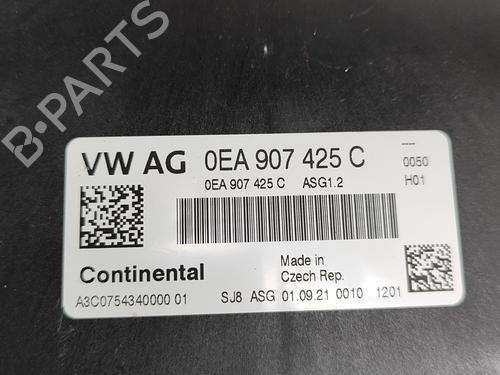 B-PARTS
VW AG 0EA 907 425 C
0EA 907 425 C ASG1.2
0050
H01
Continental
Made in
Czech Rep.
A3C0754340000 01 SJ8 ASG 01.09.21 0010 1201